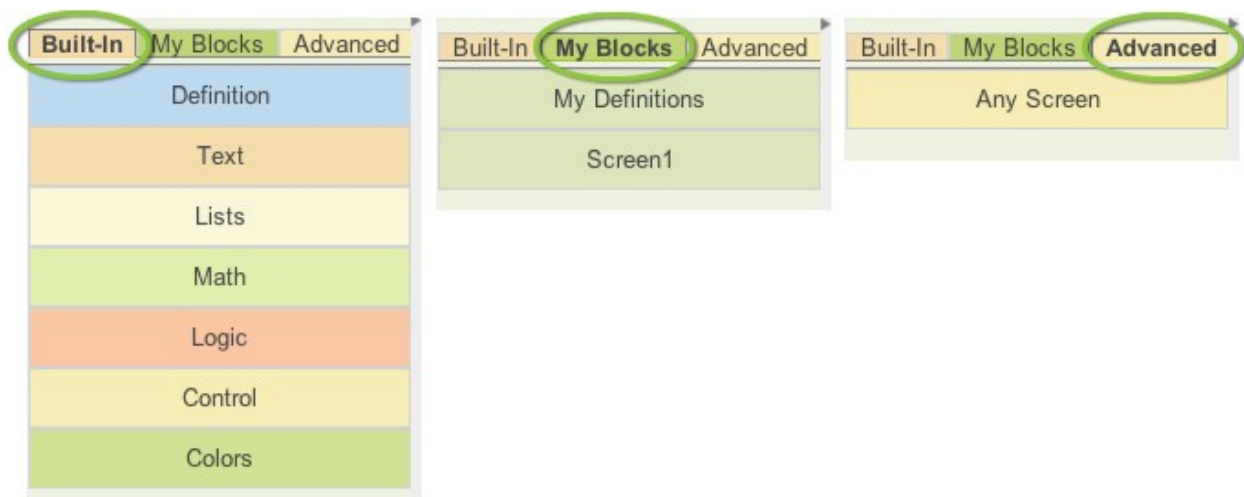 Built-In My Blocks Advanced
Definition
Text
Lists
Math
Logic
Control
Colors
Built-In My Blocks Advanced
My Definitions
Screen1
Built-In My Blocks Advanced
Any Screen